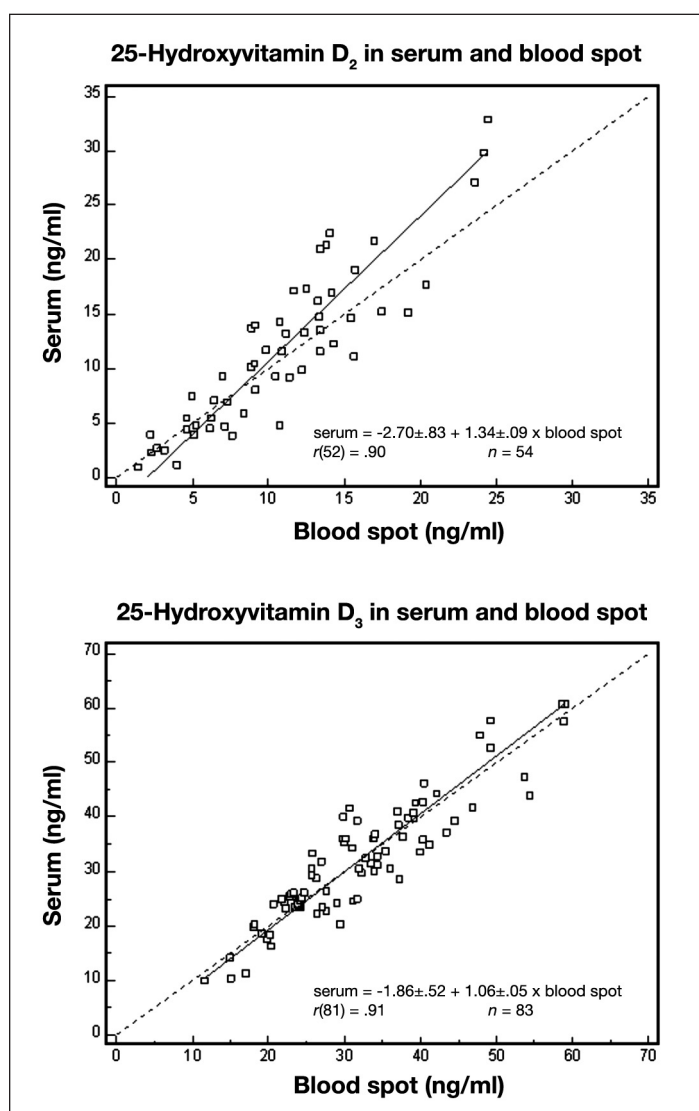 25-Hydroxyvitamin D₂ in serum and blood spot
35
30
25
20
15
10
5
0
Serum (ng/ml)
serum = -2.70±.83 + 1.34±.09 x blood spot
r(52) = .90 n = 54
0 5 10 15 20 25 30 35
Blood spot (ng/ml)
25-Hydroxyvitamin D₃ in serum and blood spot
70
60
50
40
30
20
10
0
Serum (ng/ml)
serum = -1.86±.52 + 1.06±.05 x blood spot
r(81) = .91 n = 83
0 10 20 30 40 50 60 70
Blood spot (ng/ml)